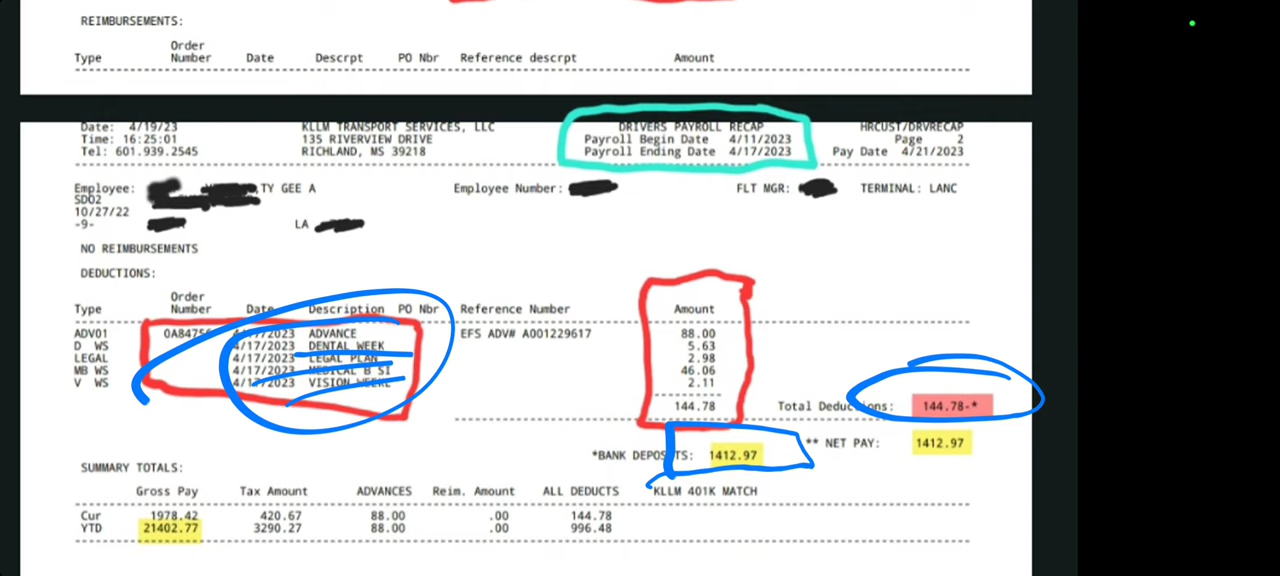 REIMBURSEMENTS:
Order
Type Number Date Descrpt PO Nbr Reference descrpt Amount
Date: 4/19/23 KLLM TRANSPORT SERVICES, LLC DRIVERS PAYROLL RECAP HRCUST/DRVRECAP
Time: 16:25:01 135 RIVERVIEW DRIVE Payroll Begin Date 4/11/2023 Page 2
Tel: 601.939.2545 RICHLAND, MS 39218 Payroll Ending Date 4/17/2023 Pay Date 4/21/2023
Employee: TY GEE A Employee Number: FLT MGR: TERMINAL: LANC
SD02
10/27/22
-9- LA
NO REIMBURSEMENTS
DEDUCTIONS:
Order
Type Number Date Description PO Nbr Reference Number Amount
ADV01 4/17/2023 ADVANCE EFS ADV# A001229617 88.00
D WS 4/17/2023 DENTAL WEEK 5.63
LEGAL 4/17/2023 LEGAL PLAN 2.98
MB WS 4/17/2023 MEDICAL B SI 46.06
V WS 4/17/2023 VISION 2.11
144.78 Total Deductions: 144.78-*
** NET PAY: 1412.97
*BANK DEPOSITS: 1412.97
SUMMARY TOTALS:
Gross Pay Tax Amount ADVANCES Reim. Amount ALL DEDUCTS KLLM 401K MATCH
Cur 1978.42 420.67 88.00 .00 144.78
YTD 21402.77 3290.27 88.00 .00 996.48